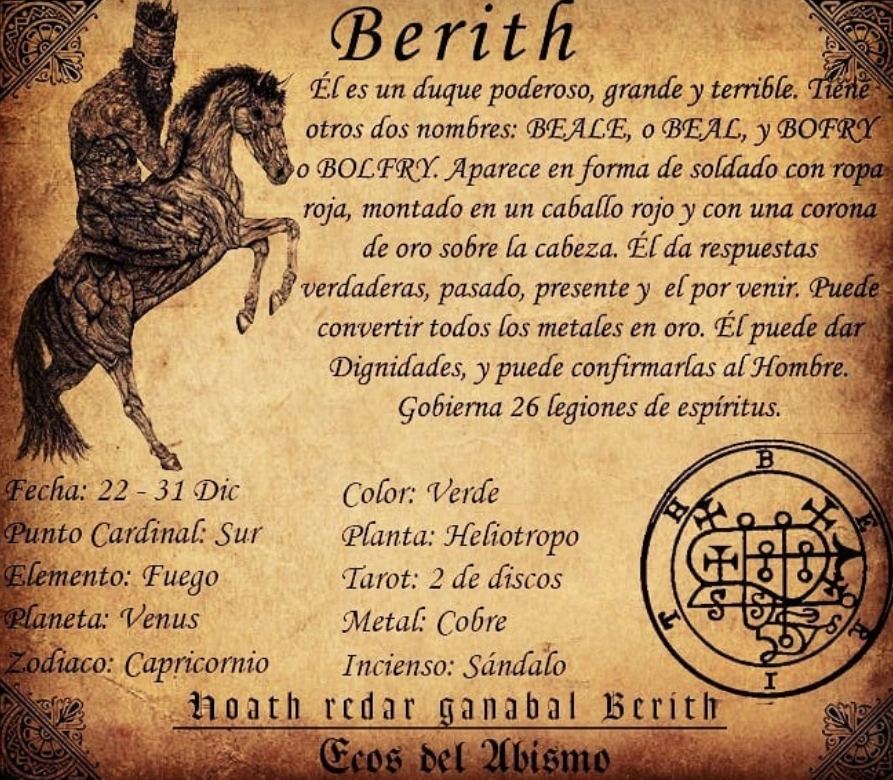 Berith
Él es un duque poderoso, grande y terrible. Tiene
otros dos nombres: BEALE, o BEAL, y BOFRY
o BOLFRY. Aparece en forma de soldado con ropa
roja, montado en un caballo rojo y con una corona
de oro sobre la cabeza. Él da respuestas
verdaderas, pasado, presente y el por venir. Puede
convertir todos los metales en oro. Él puede dar
Dignidades, y puede confirmarlas al Hombre.
Gobierna 26 legiones de espíritus.
Fecha: 22 - 31 Dic
Punto Cardinal: Sur
Elemento: Fuego
Planeta: Venus
Zodiaco: Capricornio
Color: Verde
Planta: Heliotropo
Tarot: 2 de discos
Metal: Cobre
Incienso: Sándalo
BERITH
Hoath redar ganabal Berith
Ecos del Abismo